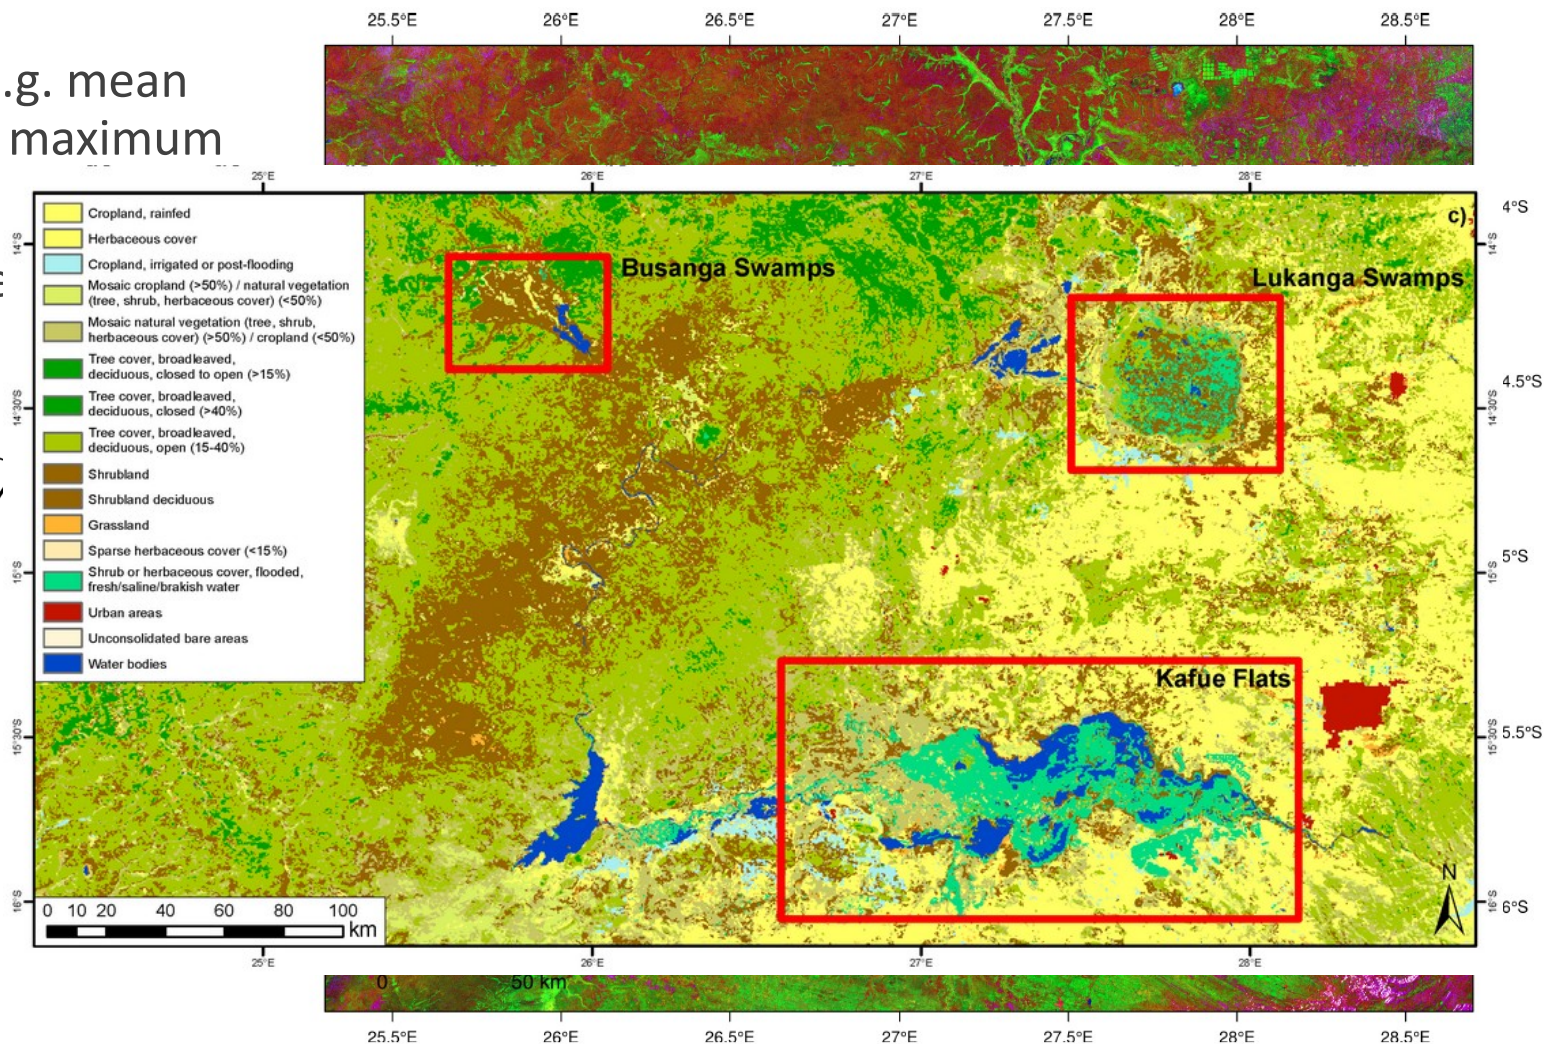 25.5°E 26°E 26.5°E 27°E 27.5°E 28°E 28.5°E
.g. mean
maximum
25°E 26°E 27°E 28°E
Cropland, rainfed
Herbaceous cover
Cropland, irrigated or post-flooding
Mosaic cropland (>50%) / natural vegetation
(tree, shrub, herbaceous cover) (<50%)
Mosaic natural vegetation (tree, shrub,
herbaceous cover) (>50%) / cropland (<50%)
Tree cover, broadleaved,
deciduous, closed to open (>15%)
Tree cover, broadleaved,
deciduous, closed (>40%)
Tree cover, broadleaved,
deciduous, open (15-40%)
Shrubland
Shrubland deciduous
Grassland
Sparse herbaceous cover (<15%)
Shrub or herbaceous cover, flooded,
fresh/saline/brakish water
Urban areas
Unconsolidated bare areas
Water bodies
c)
Busanga Swamps
Lukanga Swamps
Kafue Flats
N
14°S
14°30'S
15°S
15°30'S
16°S
14°S
14°30'S
15°S
15°30'S
16°S
4°S
4.5°S
5°S
5.5°S
6°S
0 10 20 40 60 80 100
km
25°E 26°E 27°E 28°E
0 50 km
25.5°E 26°E 26.5°E 27°E 27.5°E 28°E 28.5°E